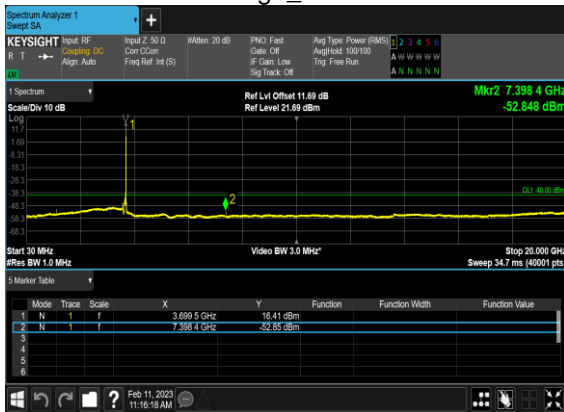 Spectrum Analyzer 1
Swept SA
+
KEYSIGHT Input: RF Input Z: 50 Ω #Atten: 20 dB PNO: Fast Avg Type: Power (RMS) 1 2 3 4 5 6
R T Coupling: DC Corr CCorr Gate: Off Avg|Hold: 100/100 A W W W W W
Align: Auto Freq Ref: Int (S) IF Gain: Low Trig: Free Run
Sig Track: Off A N N N N N
1 Spectrum Ref Lvl Offset 11.69 dB Mkr2 7.398 4 GHz
Scale/Div 10 dB Ref Level 21.69 dBm -52.848 dBm
Log
11.7
1.69
-8.31
-18.3
-28.3
-38.3
-48.3
-58.3
-68.3
1
2
DL1 -40.00 dBm
Start 30 MHz Video BW 3.0 MHz* Stop 20.000 GHz
#Res BW 1.0 MHz Sweep 34.7 ms (40001 pts)
5 Marker Table
Mode Trace Scale X Y Function Function Width Function Value
1 N 1 f 3.699 5 GHz 16.41 dBm
2 N 1 f 7.398 4 GHz -52.85 dBm
3
4
5
6
? Feb 11, 2023
11:16:18 AM